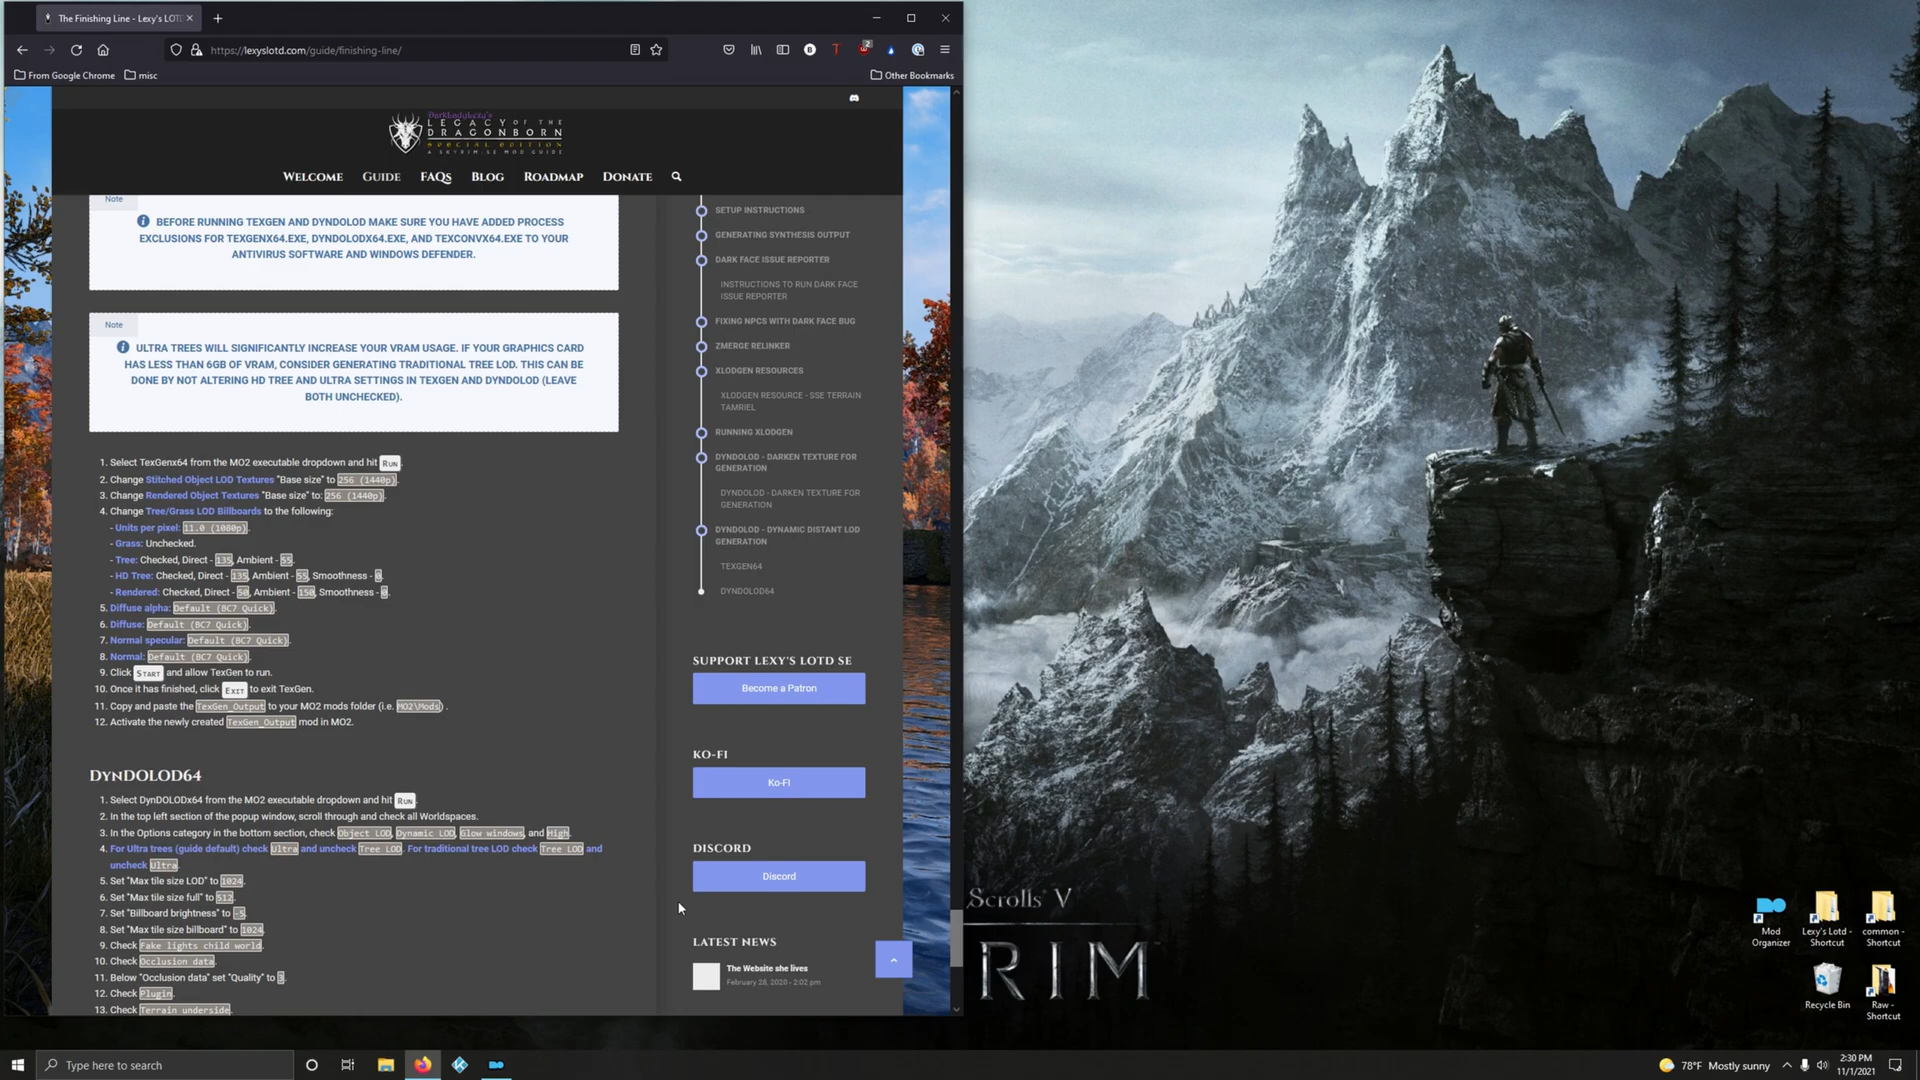 The Finishing Line - Lexy's LOTD
https://lexyslotd.com/guide/finishing-line/
2
From Google Chrome
misc
Other Bookmarks
DarkLadyLexy's
LEGACY OF THE
DRAGONBORN
SPECIAL EDITION
A SKYRIM:SE MOD GUIDE
WELCOME
GUIDE
FAQS
BLOG
ROADMAP
DONATE
Note
BEFORE RUNNING TEXGEN AND DYNDOLOD MAKE SURE YOU HAVE ADDED PROCESS
EXCLUSIONS FOR TEXGENX64.EXE, DYNDOLODX64.EXE, AND TEXCONVX64.EXE TO YOUR
ANTIVIRUS SOFTWARE AND WINDOWS DEFENDER.
Note
ULTRA TREES WILL SIGNIFICANTLY INCREASE YOUR VRAM USAGE. IF YOUR GRAPHICS CARD
HAS LESS THAN 6GB OF VRAM, CONSIDER GENERATING TRADITIONAL TREE LOD. THIS CAN BE
DONE BY NOT ALTERING HD TREE AND ULTRA SETTINGS IN TEXGEN AND DYNDOLOD (LEAVE
BOTH UNCHECKED).
1. Select TexGenx64 from the MO2 executable dropdown and hit RUN.
2. Change Stitched Object LOD Textures "Base size" to 256 (1440p).
3. Change Rendered Object Textures "Base size" to: 256 (1440p).
4. Change Tree/Grass LOD Billboards to the following:
- Units per pixel: 11.0 (1080p).
- Grass: Unchecked.
- Tree: Checked, Direct - 135, Ambient - 55.
- HD Tree: Checked, Direct - 135, Ambient - 55, Smoothness - 0.
- Rendered: Checked, Direct - 50, Ambient - 150, Smoothness - 0.
5. Diffuse alpha: Default (BC7 Quick).
6. Diffuse: Default (BC7 Quick).
7. Normal specular: Default (BC7 Quick).
8. Normal: Default (BC7 Quick).
9. Click START and allow TexGen to run.
10. Once it has finished, click EXIT to exit TexGen.
11. Copy and paste the TexGen_Output to your MO2 mods folder (i.e. MO2\Mods) .
12. Activate the newly created TexGen_Output mod in MO2.
DYNDOLOD64
1. Select DynDOLODx64 from the MO2 executable dropdown and hit RUN.
2. In the top left section of the popup window, scroll through and check all Worldspaces.
3. In the Options category in the bottom section, check Object LOD, Dynamic LOD, Glow windows, and High.
4. For Ultra trees (guide default) check Ultra and uncheck Tree LOD. For traditional tree LOD check Tree LOD and
uncheck Ultra.
5. Set "Max tile size LOD" to 1024.
6. Set "Max tile size full" to 512.
7. Set "Billboard brightness" to -5.
8. Set "Max tile size billboard" to 1024.
9. Check Fake lights child world.
10. Check Occlusion data.
11. Below "Occlusion data" set "Quality" to 3.
12. Check Plugin.
13. Check Terrain underside.
SETUP INSTRUCTIONS
GENERATING SYNTHESIS OUTPUT
DARK FACE ISSUE REPORTER
INSTRUCTIONS TO RUN DARK FACE
ISSUE REPORTER
FIXING NPCS WITH DARK FACE BUG
ZMERGE RELINKER
XLODGEN RESOURCES
XLODGEN RESOURCE - SSE TERRAIN
TAMRIEL
RUNNING XLODGEN
DYNDOLOD - DARKEN TEXTURE FOR
GENERATION
DYNDOLOD - DARKEN TEXTURE FOR
GENERATION
DYNDOLOD - DYNAMIC DISTANT LOD
GENERATION
TEXGEN64
DYNDOLOD64
SUPPORT LEXY'S LOTD SE
Become a Patron
KO-FI
Ko-Fi
DISCORD
Discord
LATEST NEWS
The Website she lives
February 28, 2020 - 2:02 pm
Scrolls V
RIM
Mod
Organizer
Lexy's Lotd -
Shortcut
common -
Shortcut
Recycle Bin
Raw -
Shortcut
Type here to search
78°F Mostly sunny
2:30 PM
11/1/2021